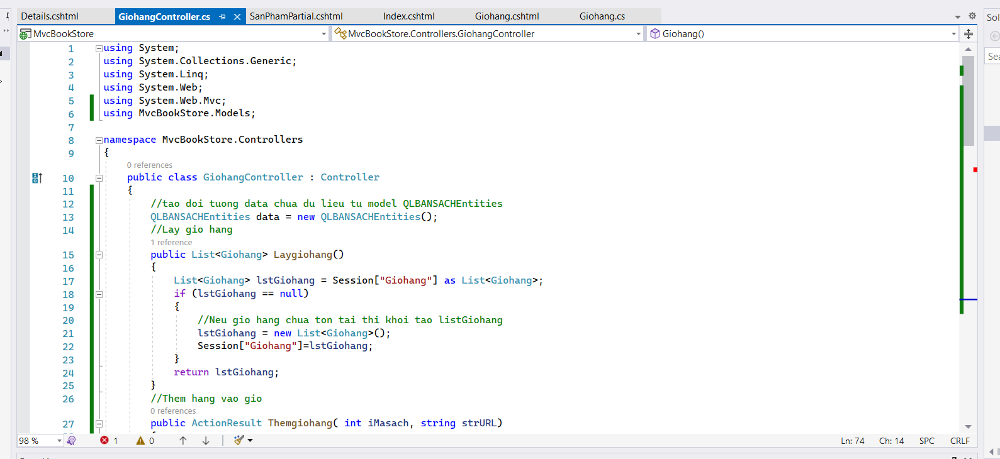 Details.cshtml GiohangController.cs SanPhamPartial.cshtml Index.cshtml Giohang.cshtml Giohang.cs
Sol
MvcBookStore MvcBookStore.Controllers.GiohangController Giohang()
Sea
1 using System;
2 using System.Collections.Generic;
3 using System.Linq;
4 using System.Web;
5 using System.Web.Mvc;
6 using MvcBookStore.Models;
7
8 namespace MvcBookStore.Controllers
9 {
0 references
10 public class GiohangController : Controller
11 {
12 //tao doi tuong data chua du lieu tu model QLBANSACHEntities
13 QLBANSACHEntities data = new QLBANSACHEntities();
14 //Lay gio hang
1 reference
15 public List<Giohang> Laygiohang()
16 {
17 List<Giohang> lstGiohang = Session["Giohang"] as List<Giohang>;
18 if (lstGiohang == null)
19 {
20 //Neu gio hang chua ton tai thi khoi tao listGiohang
21 lstGiohang = new List<Giohang>();
22 Session["Giohang"]=lstGiohang;
23 }
24 return lstGiohang;
25 }
26 //Them hang vao gio
0 references
27 public ActionResult Themgiohang( int iMasach, string strURL)
98 % 1 0 Ln: 74 Ch: 14 SPC CRLF